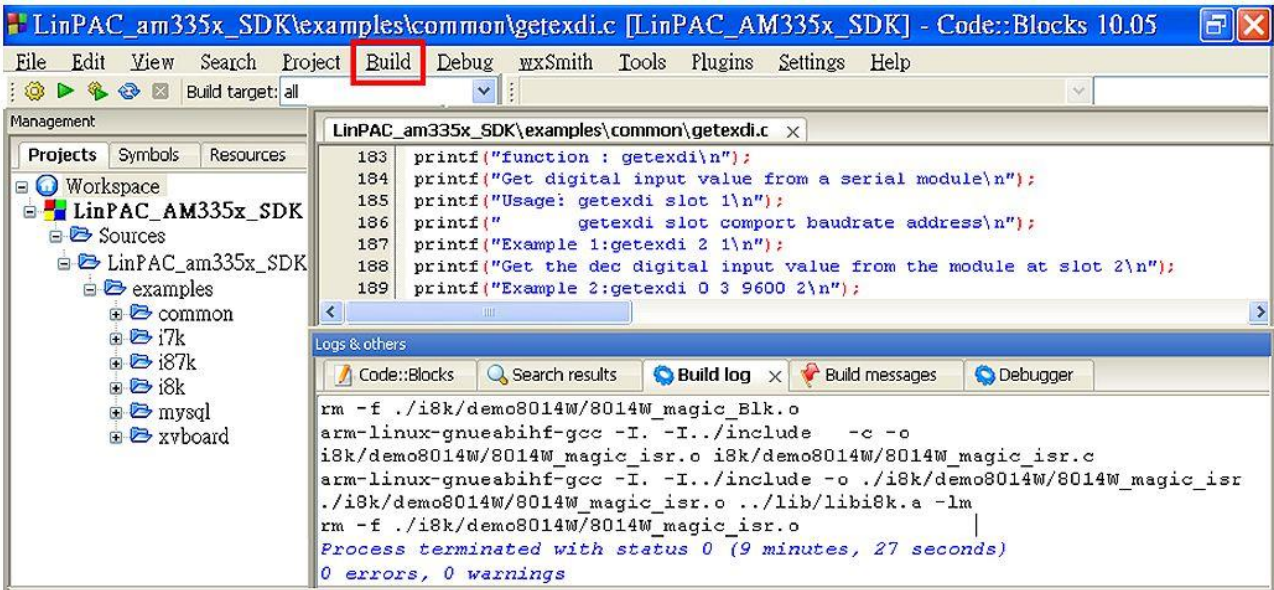 LinPAC_am335x_SDK\examples\common\getexdi.c [LinPAC_AM335x_SDK] - Code::Blocks 10.05
File Edit View Search Project Build Debug wxSmith Tools Plugins Settings Help
Build target: all
Management
Projects Symbols Resources
Workspace
LinPAC_AM335x_SDK
Sources
LinPAC_am335x_SDK
examples
common
i7k
i87k
i8k
mysql
xvboard
LinPAC_am335x_SDK\examples\common\getexdi.c ×
183 printf("function : getexdi\n");
184 printf("Get digital input value from a serial module\n");
185 printf("Usage: getexdi slot 1\n");
186 printf("        getexdi slot comport baudrate address\n");
187 printf("Example 1:getexdi 2 1\n");
188 printf("Get the dec digital input value from the module at slot 2\n");
189 printf("Example 2:getexdi 0 3 9600 2\n");
Logs & others
Code::Blocks Search results Build log × Build messages Debugger
rm -f ./i8k/demo8014W/8014W_magic_Blk.o
arm-linux-gnueabihf-gcc -I. -I../include   -c -o
i8k/demo8014W/8014W_magic_isr.o i8k/demo8014W/8014W_magic_isr.c
arm-linux-gnueabihf-gcc -I. -I../include -o ./i8k/demo8014W/8014W_magic_isr
./i8k/demo8014W/8014W_magic_isr.o ../lib/libi8k.a -lm
rm -f ./i8k/demo8014W/8014W_magic_isr.o
Process terminated with status 0 (9 minutes, 27 seconds)
0 errors, 0 warnings